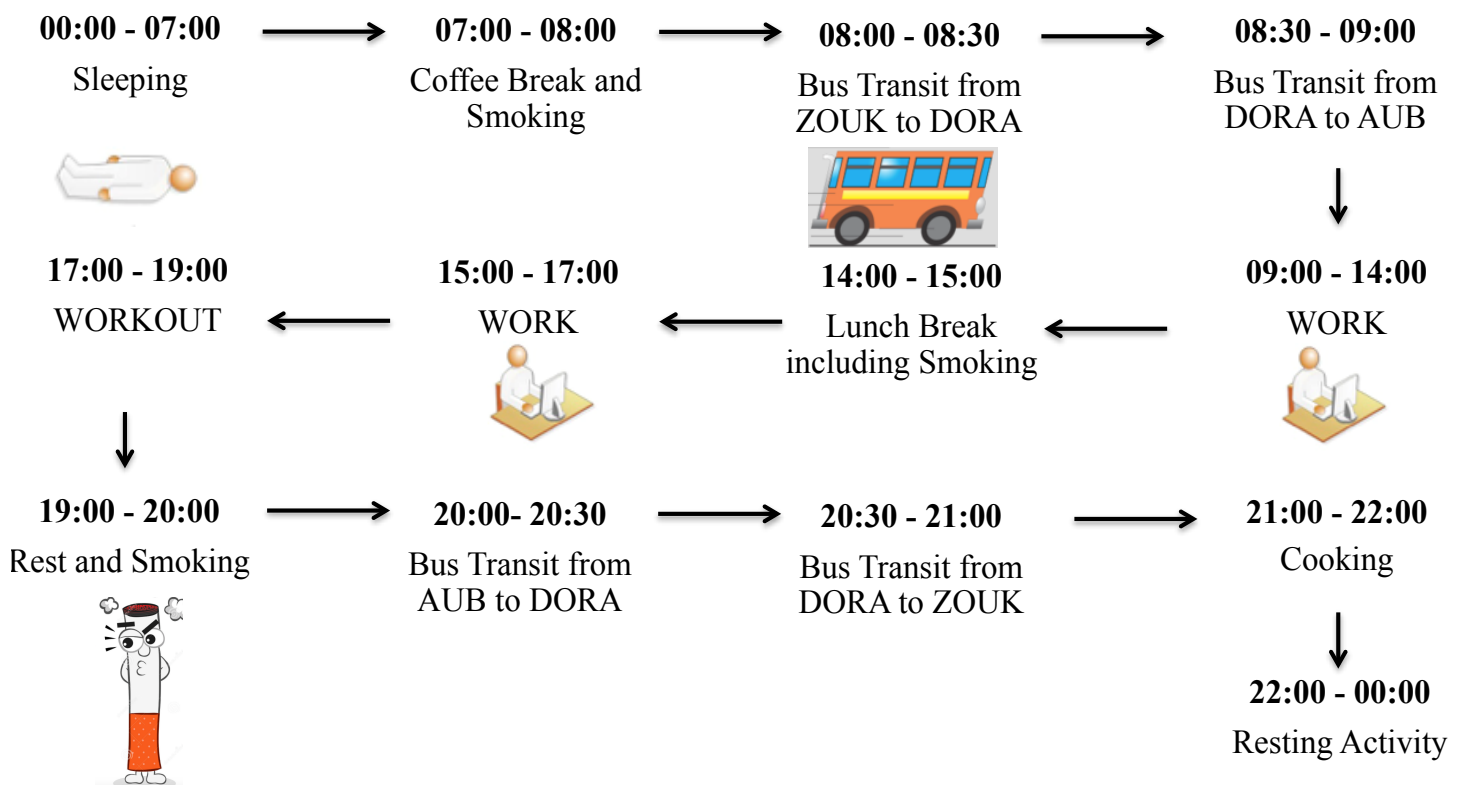 00:00 - 07:00
Sleeping
07:00 - 08:00
Coffee Break and
Smoking
08:00 - 08:30
Bus Transit from
ZOUK to DORA
08:30 - 09:00
Bus Transit from
DORA to AUB
09:00 - 14:00
WORK
14:00 - 15:00
Lunch Break
including Smoking
15:00 - 17:00
WORK
17:00 - 19:00
WORKOUT
19:00 - 20:00
Rest and Smoking
20:00- 20:30
Bus Transit from
AUB to DORA
20:30 - 21:00
Bus Transit from
DORA to ZOUK
21:00 - 22:00
Cooking
22:00 - 00:00
Resting Activity